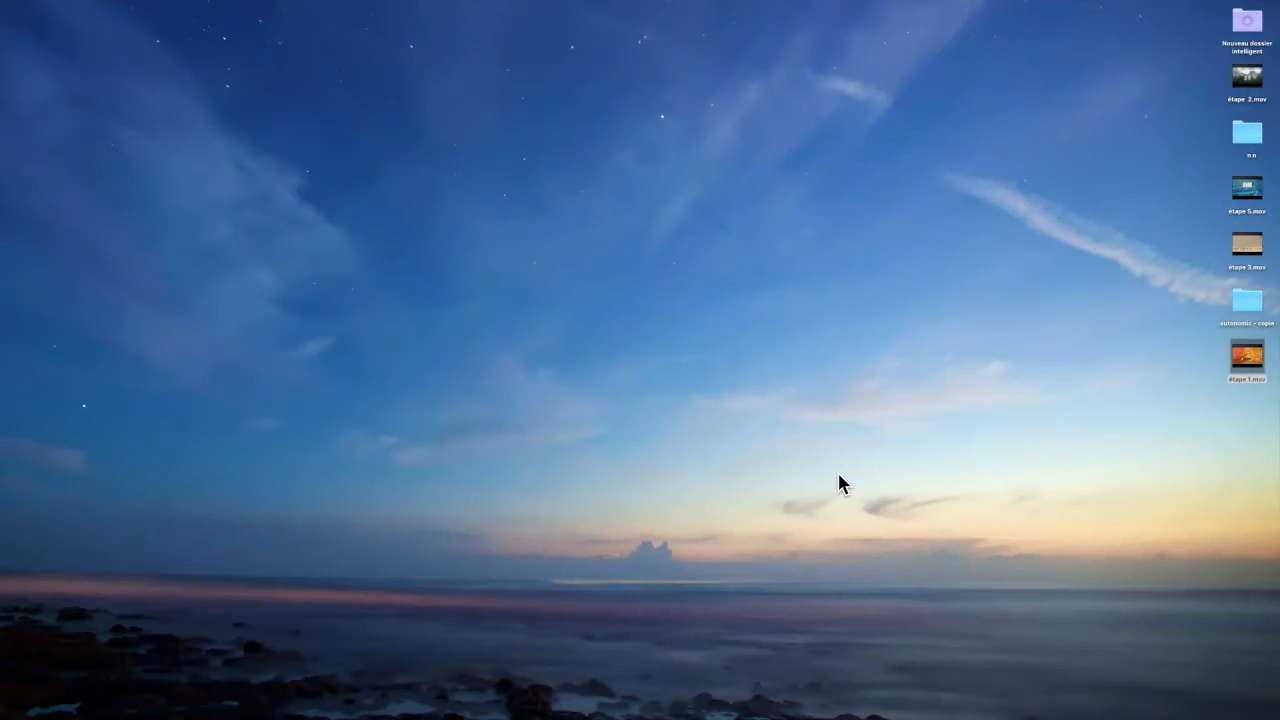 Nouveau dossier
intelligent
étape 2.mov
n n
étape 5.mov
étape 3.mov
autonomic - copie
étape 1.mov